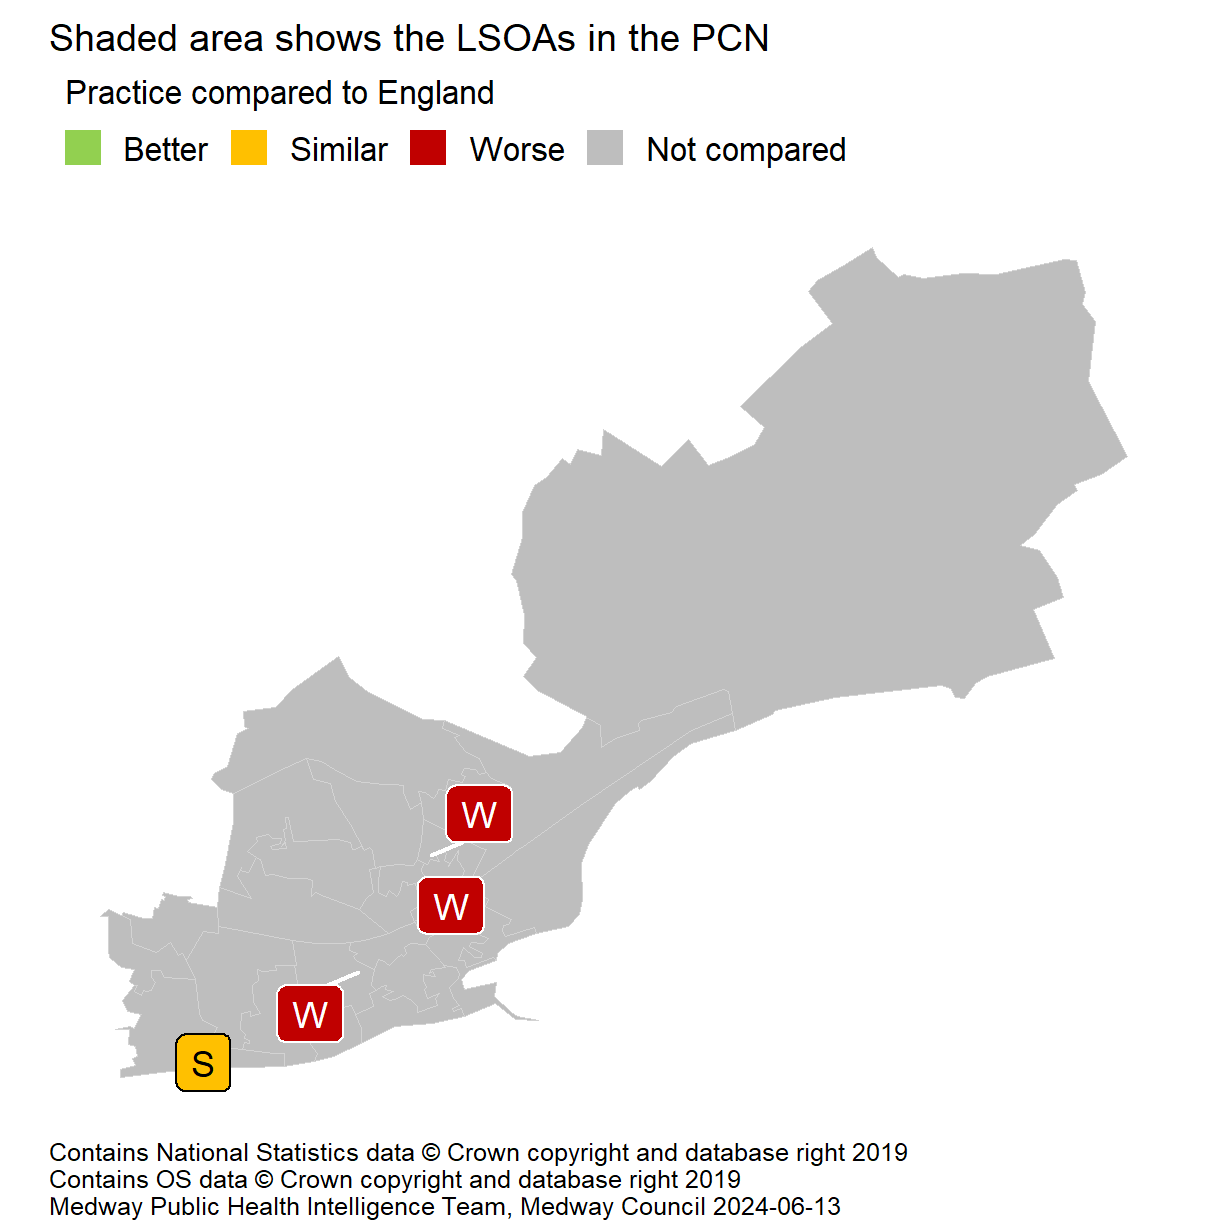 Shaded area shows the LSOAs in the PCN
Practice compared to England
Better Similar Worse Not compared
W
W
W
S
Contains National Statistics data © Crown copyright and database right 2019
Contains OS data © Crown copyright and database right 2019
Medway Public Health Intelligence Team, Medway Council 2024-06-13